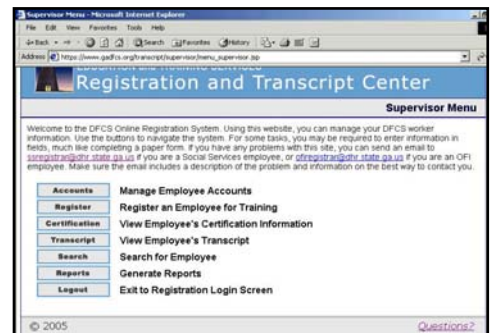 Supervisor Menu - Microsoft Internet Explorer
File Edit View Favorites Tools Help
Back Search Favorites History
Address https://www.gadfcs.org/transcript/supervisor/menu_supervisor.jsp
EDUCATION and TRAINING SERVICES
Registration and Transcript Center
Supervisor Menu
Welcome to the DFCS Online Registration System. Using this website, you can manage your DFCS worker
information. Use the buttons to navigate the system. For some tasks, you may be required to enter information in
fields, much like completing a paper form. If you have any problems with this site, you can send an email to
ssregistrar@dhr.state.ga.us if you are a Social Services employee, or ofiregistrar@dhr.state.ga.us if you are an OFI
employee. Make sure the email includes a description of the problem and information on the best way to contact you.
Accounts Manage Employee Accounts
Register Register an Employee for Training
Certification View Employee's Certification Information
Transcript View Employee's Transcript
Search Search for Employee
Reports Generate Reports
Logout Exit to Registration Login Screen
© 2005 Questions?